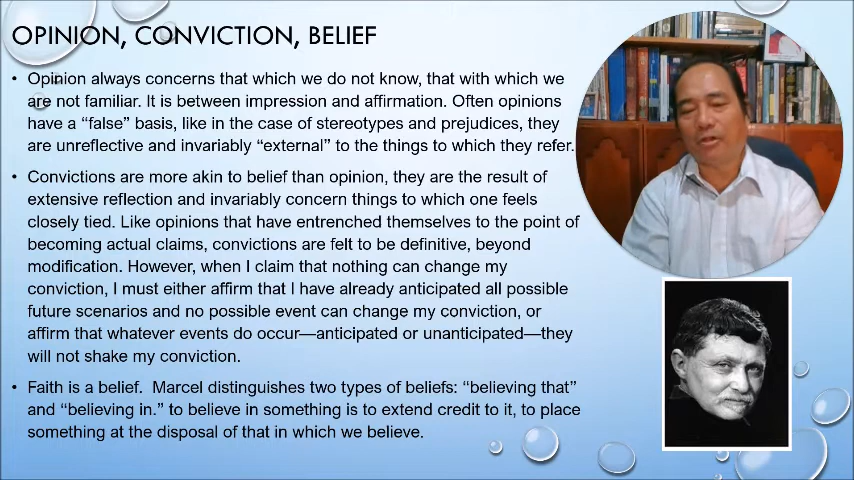 OPINION, CONVICTION, BELIEF
• Opinion always concerns that which we do not know, that with which we
are not familiar. It is between impression and affirmation. Often opinions
have a “false” basis, like in the case of stereotypes and prejudices, they
are unreflective and invariably “external” to the things to which they refer.
• Convictions are more akin to belief than opinion, they are the result of
extensive reflection and invariably concern things to which one feels
closely tied. Like opinions that have entrenched themselves to the point of
becoming actual claims, convictions are felt to be definitive, beyond
modification. However, when I claim that nothing can change my
conviction, I must either affirm that I have already anticipated all possible
future scenarios and no possible event can change my conviction, or
affirm that whatever events do occur—anticipated or unanticipated—they
will not shake my conviction.
• Faith is a belief.  Marcel distinguishes two types of beliefs: “believing that”
and “believing in.” to believe in something is to extend credit to it, to place
something at the disposal of that in which we believe.